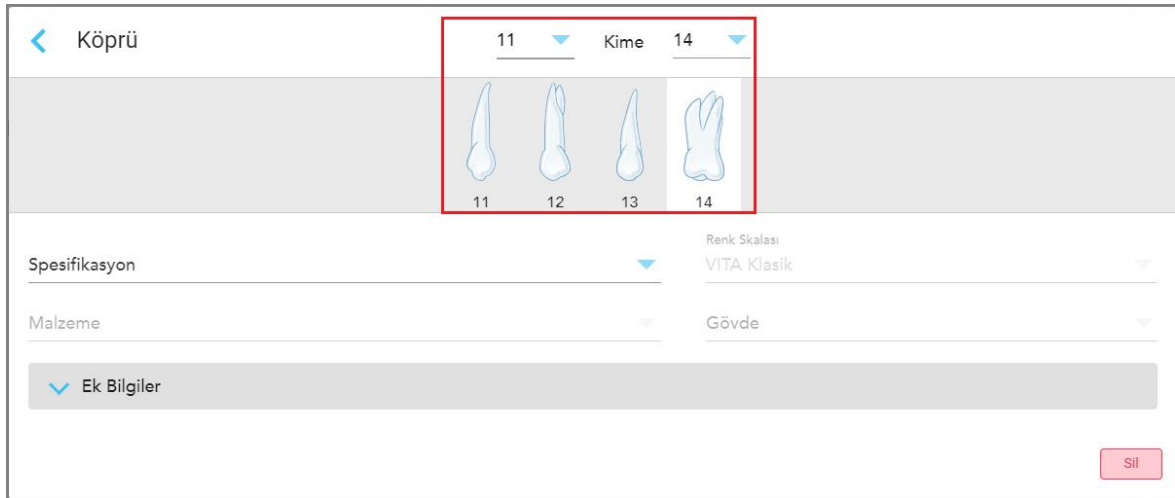 Köprü 11 Kime 14
11 12 13 14
Spesifikasyon
Renk Skalası
VITA Klasik
Malzeme
Gövde
Ek Bilgiler
Sil